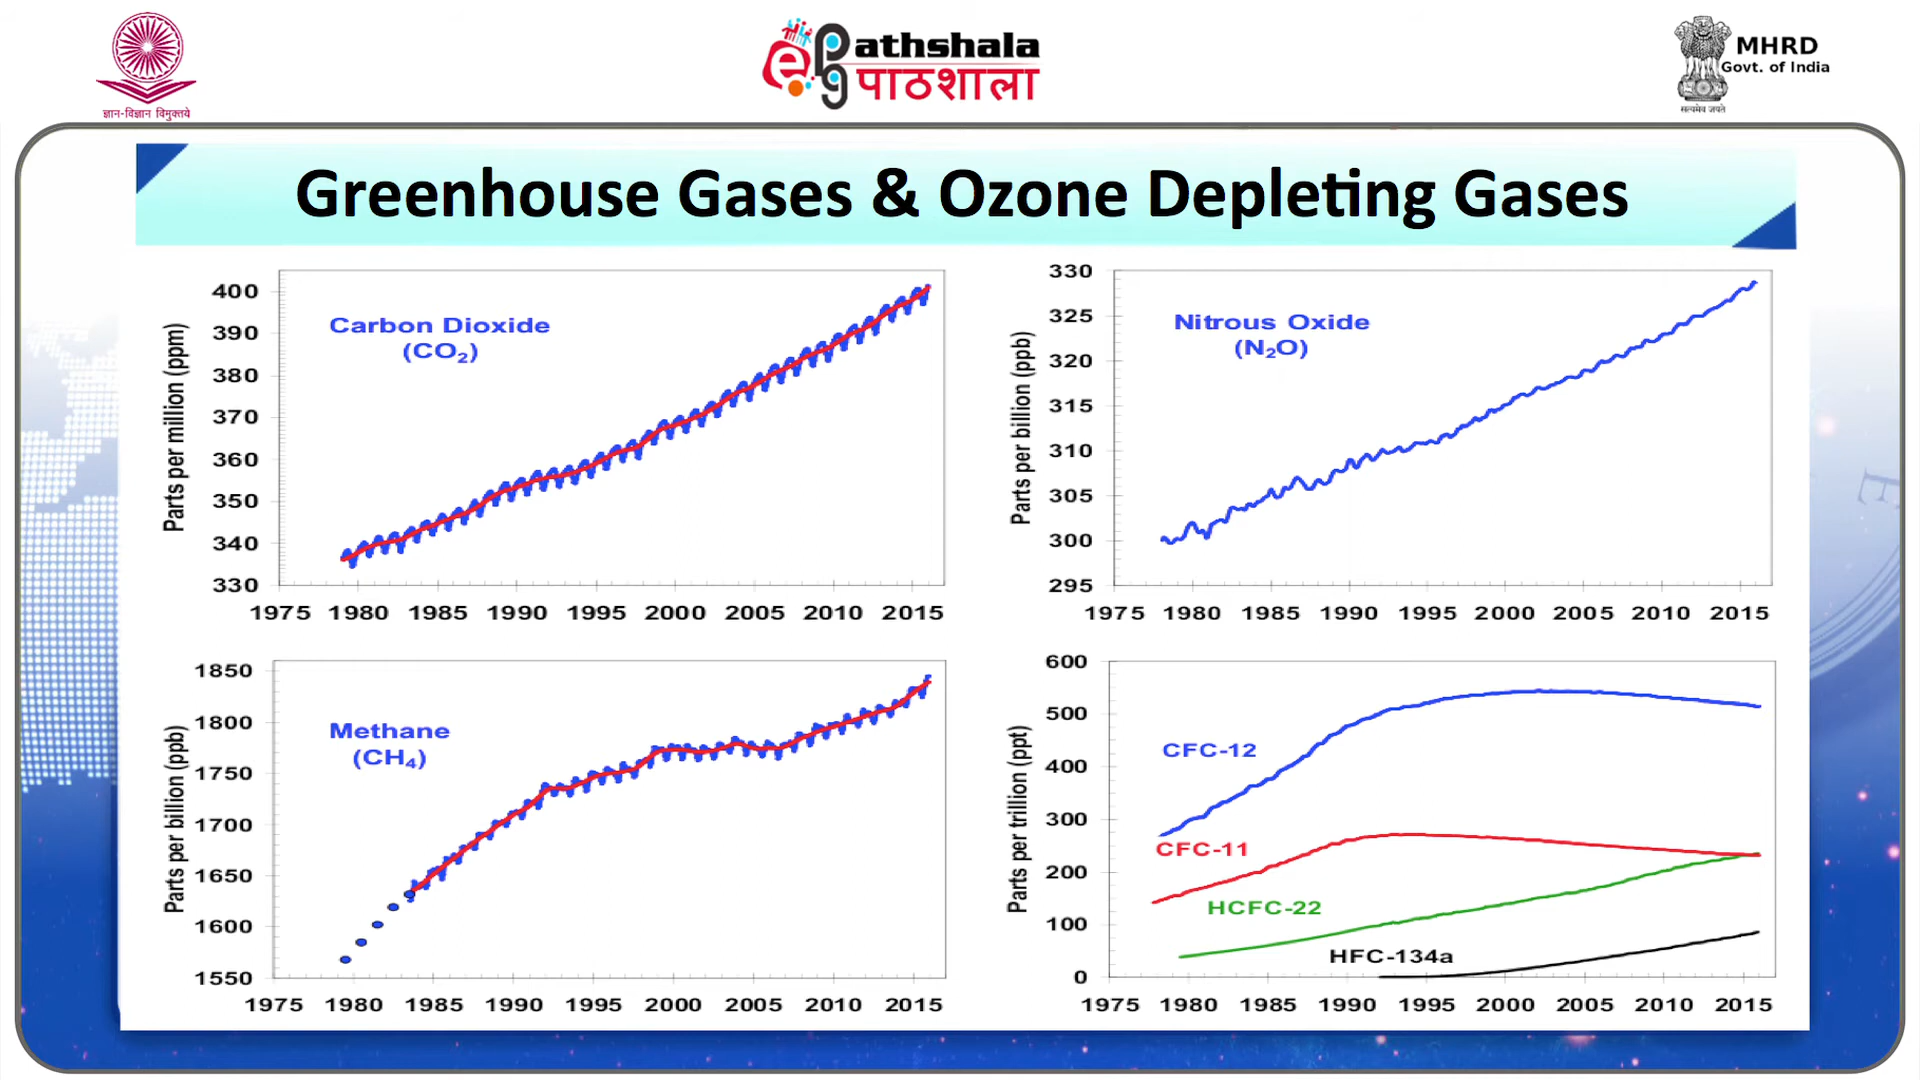 ज्ञान-विज्ञान विमुक्तये
e
pg
Pathshala
पाठशाला
MHRD
Govt. of India
सत्यमेव जयते
Greenhouse Gases & Ozone Depleting Gases
Carbon Dioxide
(CO₂)
Parts per million (ppm)
400
390
380
370
360
350
340
330
1975 1980 1985 1990 1995 2000 2005 2010 2015
Nitrous Oxide
(N₂O)
Parts per billion (ppb)
330
325
320
315
310
305
300
295
1975 1980 1985 1990 1995 2000 2005 2010 2015
Methane
(CH₄)
Parts per billion (ppb)
1850
1800
1750
1700
1650
1600
1550
1975 1980 1985 1990 1995 2000 2005 2010 2015
Parts per trillion (ppt)
600
500
400
300
200
100
0
CFC-12
CFC-11
HCFC-22
HFC-134a
1975 1980 1985 1990 1995 2000 2005 2010 2015